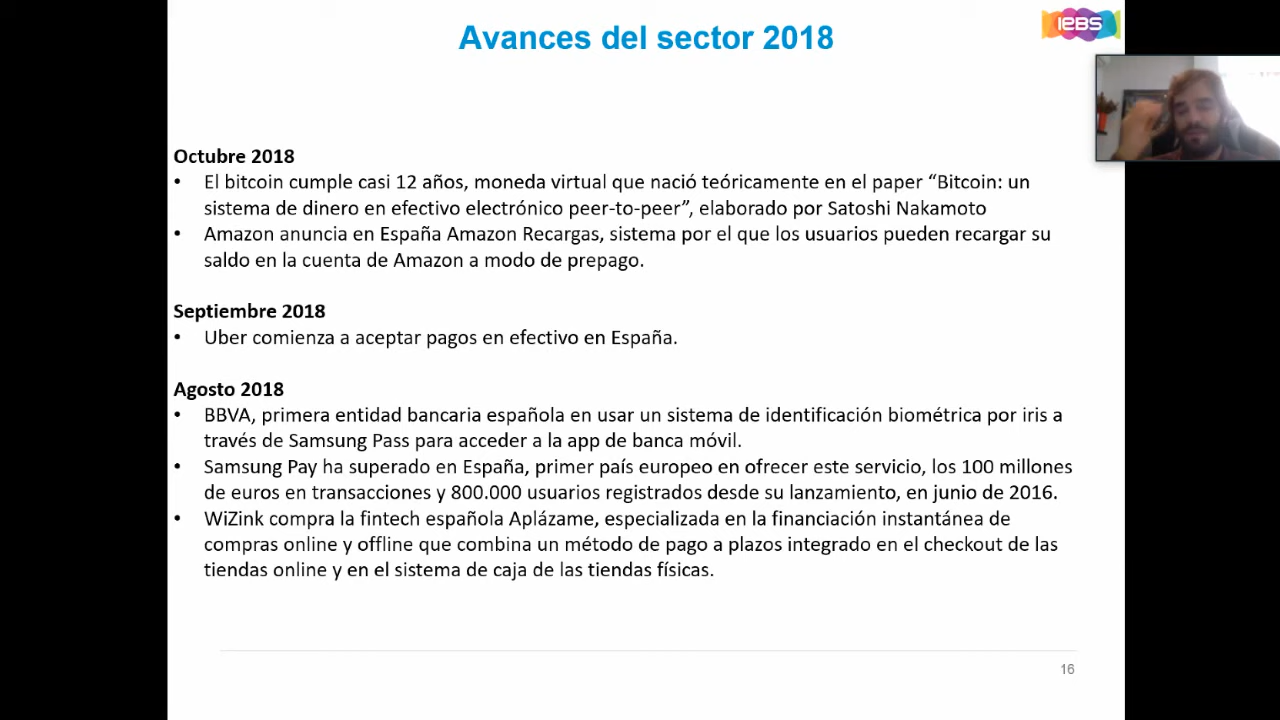 Avances del sector 2018
iEBS
Octubre 2018
• El bitcoin cumple casi 12 años, moneda virtual que nació teóricamente en el paper “Bitcoin: un
sistema de dinero en efectivo electrónico peer-to-peer”, elaborado por Satoshi Nakamoto
• Amazon anuncia en España Amazon Recargas, sistema por el que los usuarios pueden recargar su
saldo en la cuenta de Amazon a modo de prepago.
Septiembre 2018
• Uber comienza a aceptar pagos en efectivo en España.
Agosto 2018
• BBVA, primera entidad bancaria española en usar un sistema de identificación biométrica por iris a
través de Samsung Pass para acceder a la app de banca móvil.
• Samsung Pay ha superado en España, primer país europeo en ofrecer este servicio, los 100 millones
de euros en transacciones y 800.000 usuarios registrados desde su lanzamiento, en junio de 2016.
• WiZink compra la fintech española Aplázame, especializada en la financiación instantánea de
compras online y offline que combina un método de pago a plazos integrado en el checkout de las
tiendas online y en el sistema de caja de las tiendas físicas.
16